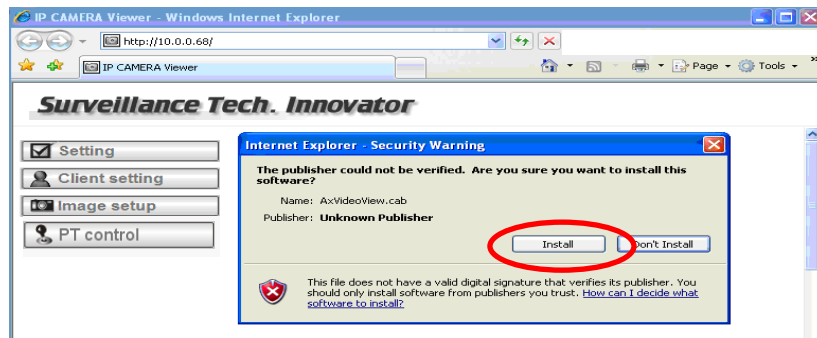 IP CAMERA Viewer - Windows Internet Explorer
http://10.0.0.68/
IP CAMERA Viewer
Page
Tools
»
Surveillance Tech. Innovator
Setting
Client setting
Image setup
PT control
Internet Explorer - Security Warning
The publisher could not be verified. Are you sure you want to install this
software?
Name: AxVideoView.cab
Publisher: Unknown Publisher
Install
Don't Install
This file does not have a valid digital signature that verifies its publisher. You
should only install software from publishers you trust. How can I decide what
software to install?